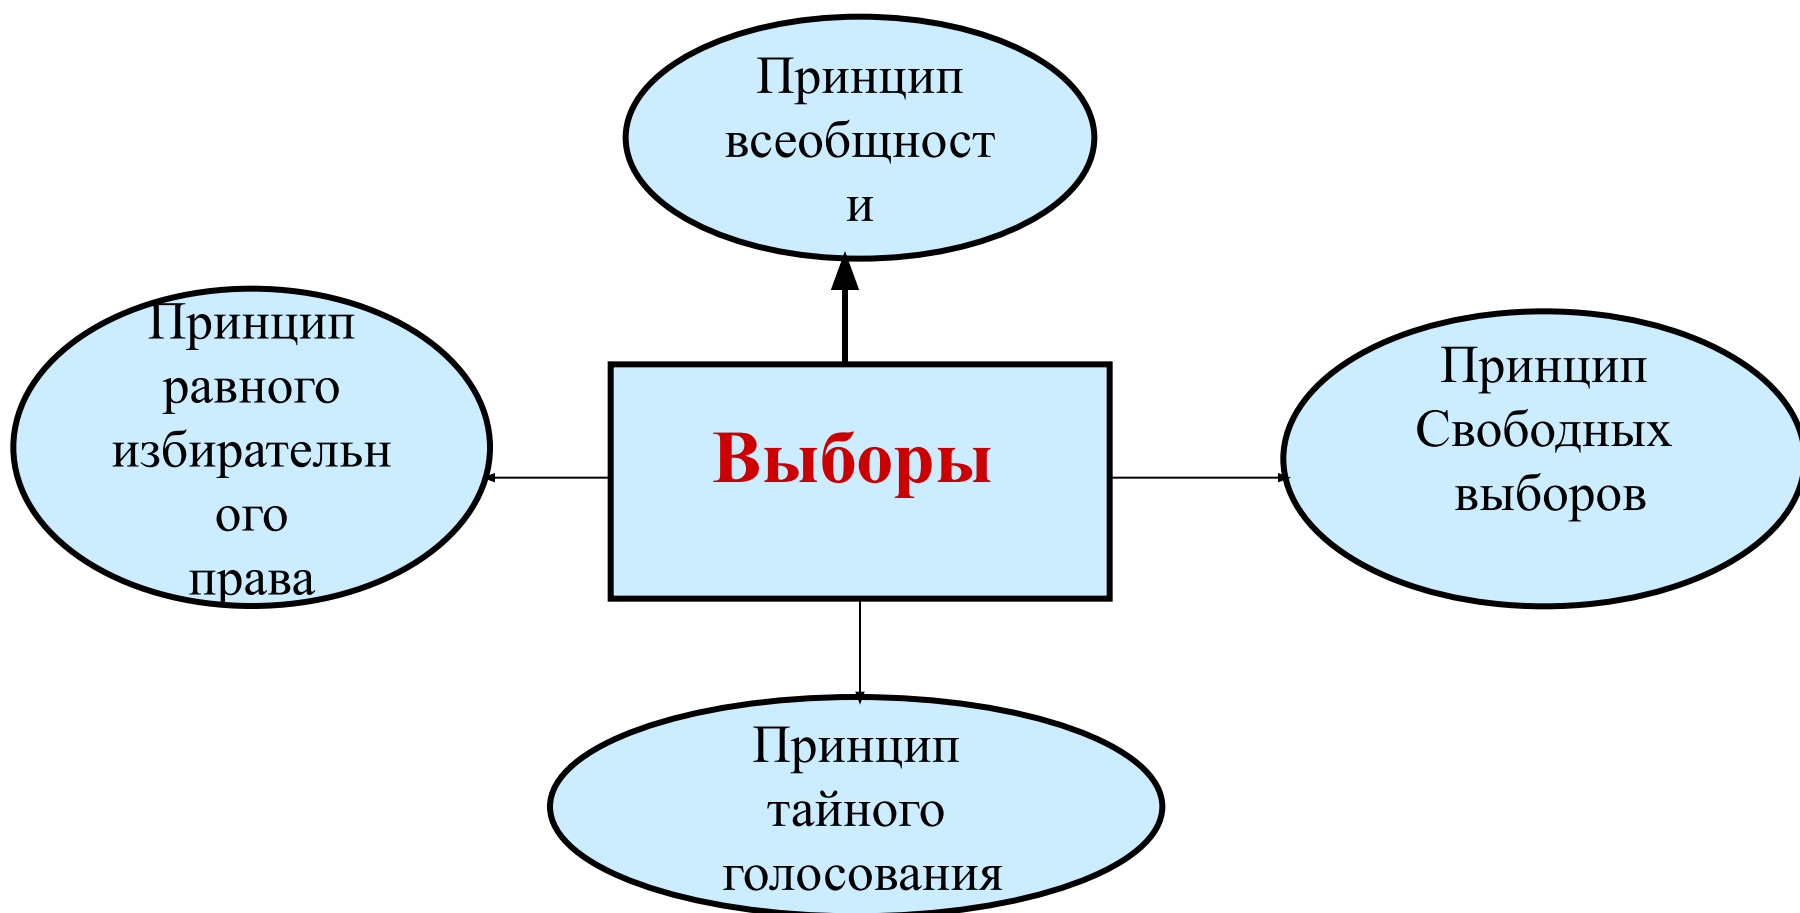 Принцип
всеобщност
и
Принцип
равного
избирательн
ого
права
Выборы
Принцип
Свободных
выборов
Принцип
тайного
голосования